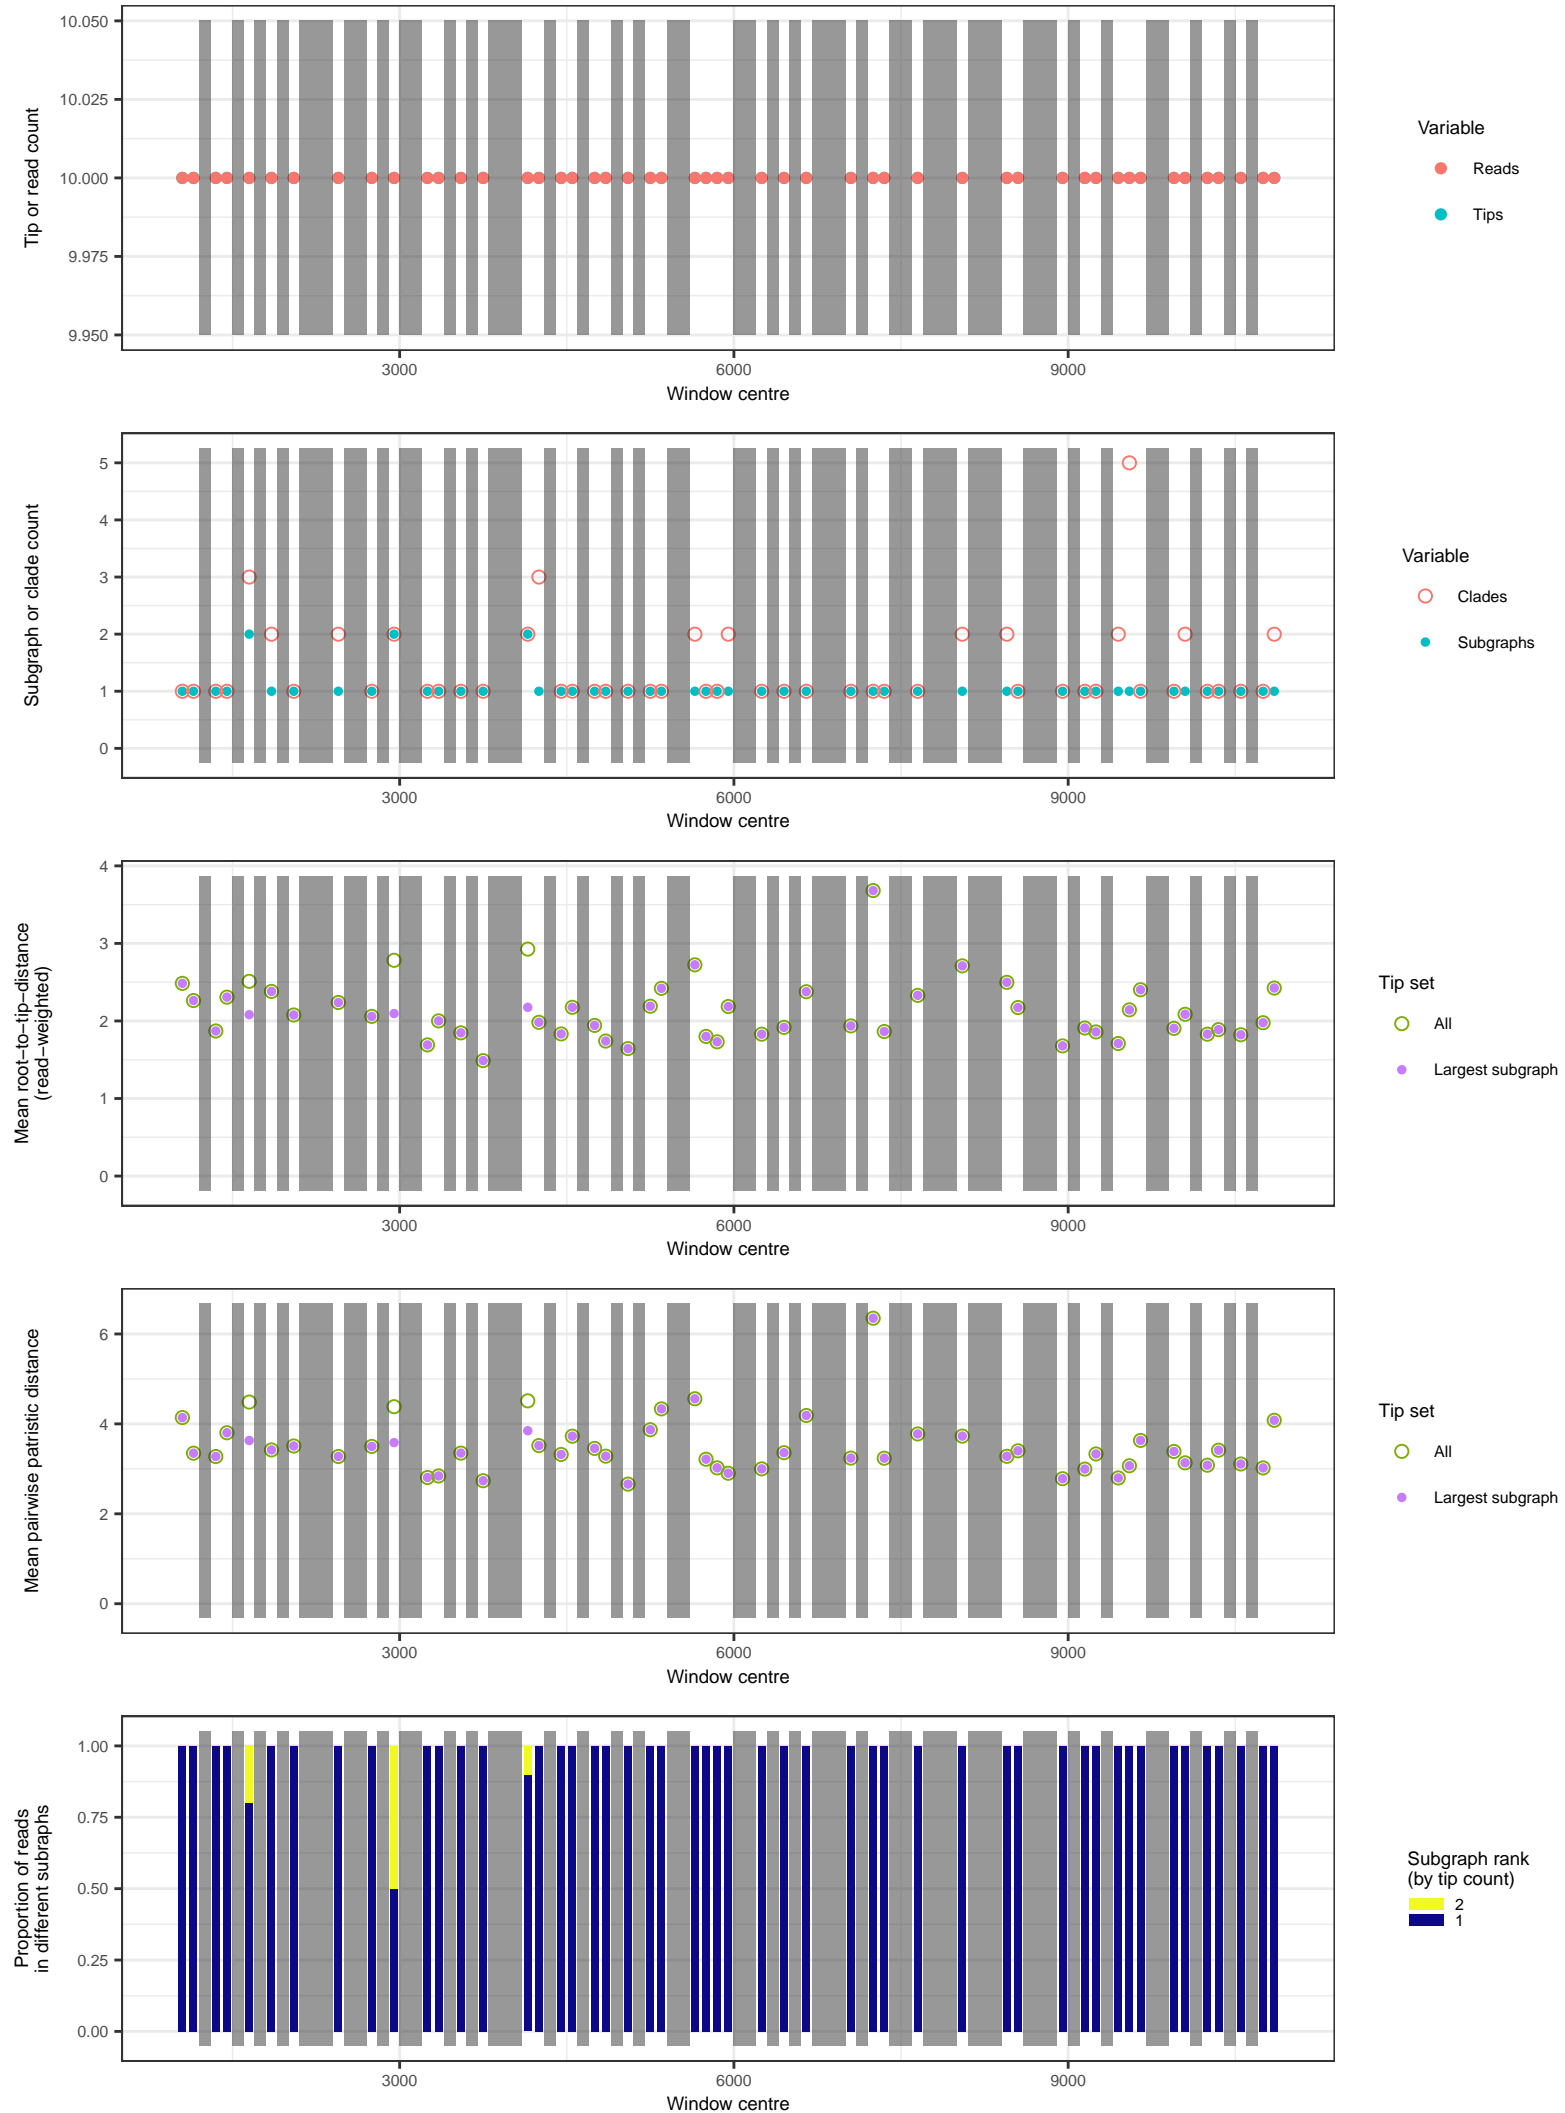 10.050
10.025
10.000
9.975
9.950
Tip or read count
3000
6000
9000
Window centre
Variable
Reads
Tips
5
4
3
2
1
0
Subgraph or clade count
3000
6000
9000
Window centre
Variable
Clades
Subgraphs
4
3
2
1
0
Mean root−to−tip−distance
(read−weighted)
3000
6000
9000
Window centre
Tip set
All
Largest subgraph
6
4
2
0
Mean pairwise patristic distance
3000
6000
9000
Window centre
Tip set
All
Largest subgraph
1.00
0.75
0.50
0.25
0.00
Proportion of reads
in different subraphs
3000
6000
9000
Window centre
Subgraph rank
(by tip count)
2
1